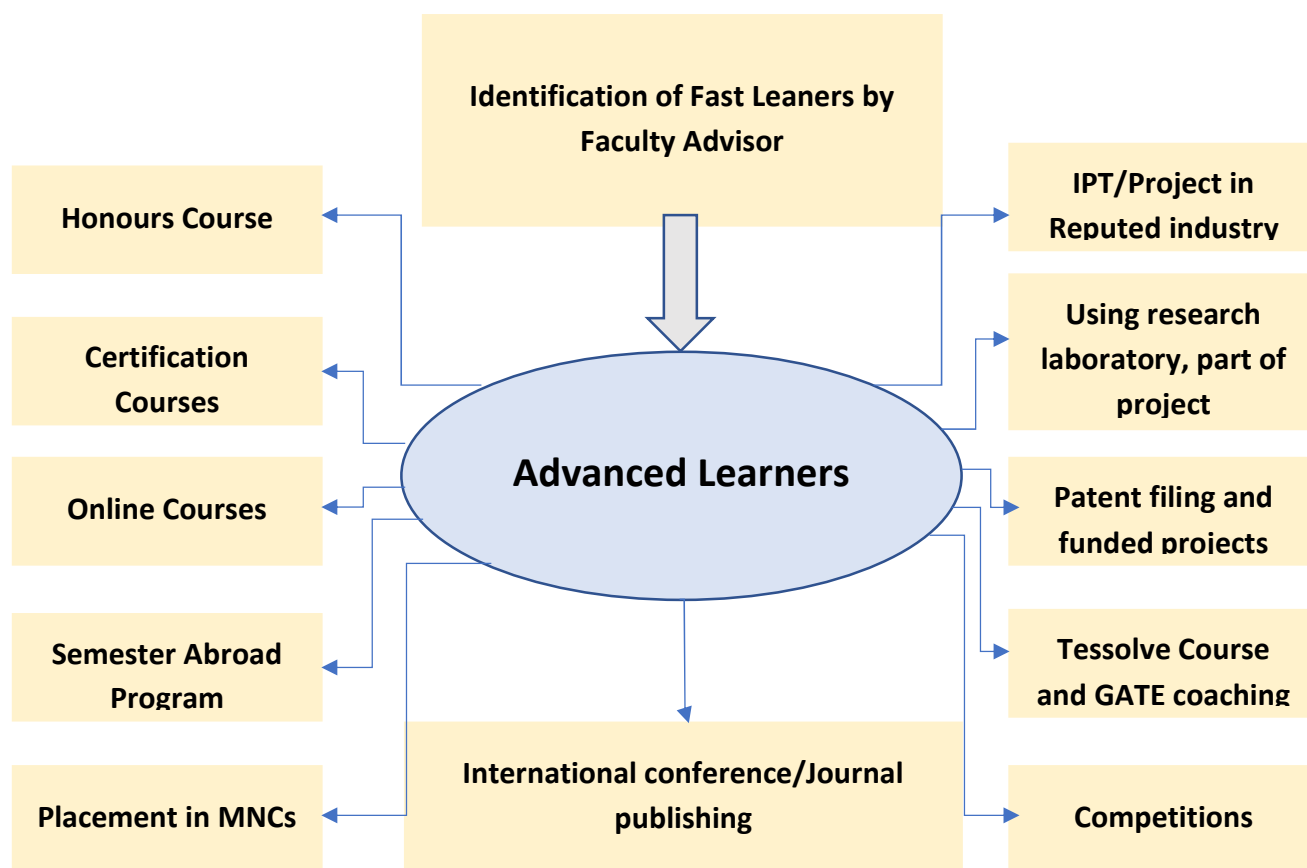 Identification of Fast Leaners by
Faculty Advisor
Honours Course
IPT/Project in
Reputed industry
Certification
Courses
Using research
laboratory, part of
project
Advanced Learners
Online Courses
Patent filing and
funded projects
Semester Abroad
Program
Tessolve Course
and GATE coaching
Placement in MNCs
International conference/Journal
publishing
Competitions